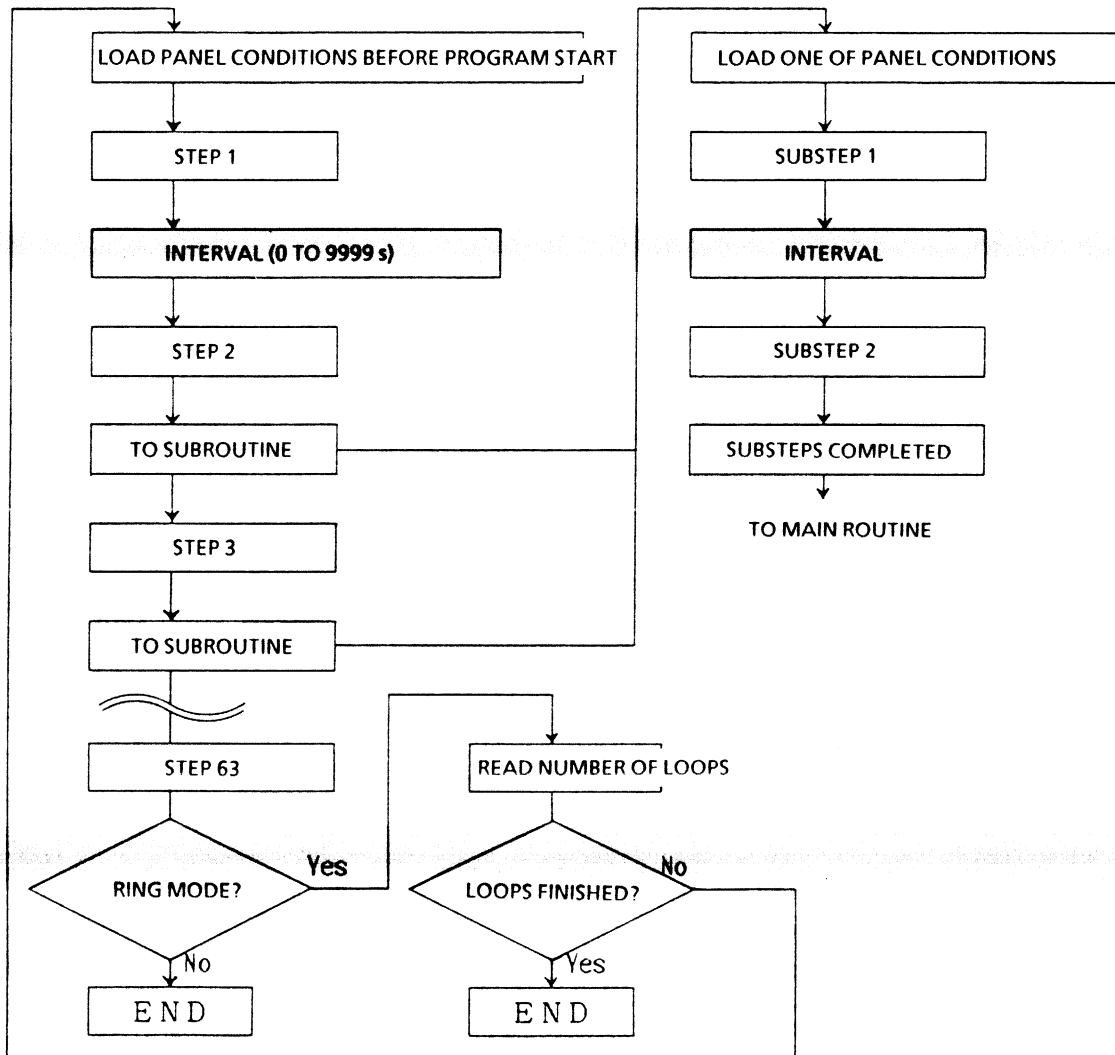 LOAD PANEL CONDITIONS BEFORE PROGRAM START
STEP 1
INTERVAL (0 TO 9999 s)
STEP 2
TO SUBROUTINE
STEP 3
TO SUBROUTINE
STEP 63
RING MODE?
Yes
No
END
LOAD ONE OF PANEL CONDITIONS
SUBSTEP 1
INTERVAL
SUBSTEP 2
SUBSTEPS COMPLETED
TO MAIN ROUTINE
READ NUMBER OF LOOPS
LOOPS FINISHED?
No
Yes
END